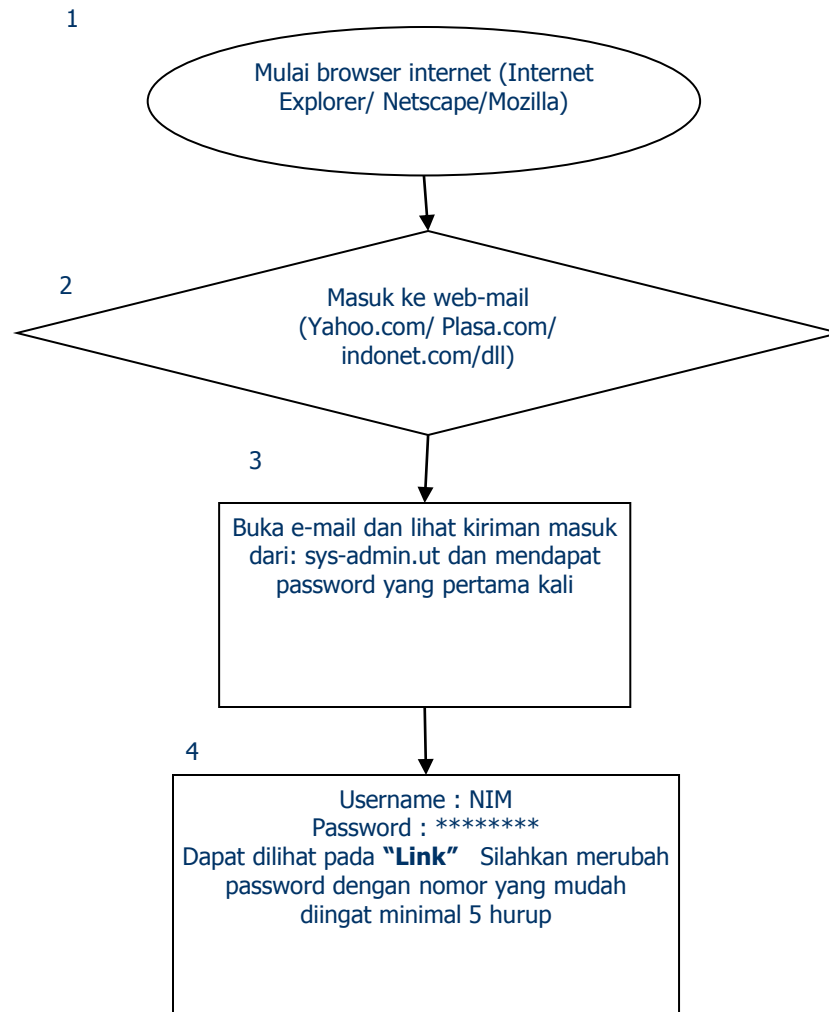 1
Mulai browser internet (Internet
Explorer/ Netscape/Mozilla)
2
Masuk ke web-mail
(Yahoo.com/ Plasa.com/
indonet.com/dll)
3
Buka e-mail dan lihat kiriman masuk
dari: sys-admin.ut dan mendapat
password yang pertama kali
4
Username : NIM
Password : ********
Dapat dilihat pada “Link” Silahkan merubah
password dengan nomor yang mudah
diingat minimal 5 hurup